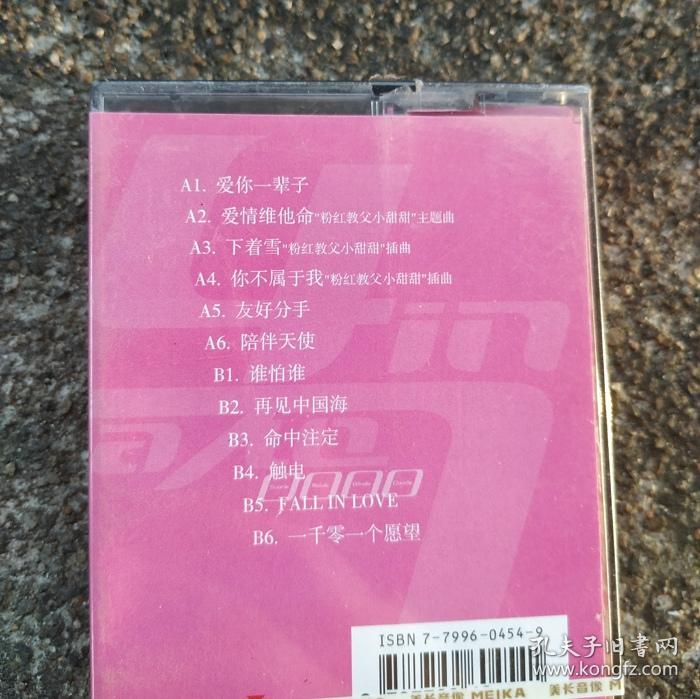 A1. 爱你一辈子
A2. 爱情维他命"粉红教父小甜甜"主题曲
A3. 下着雪"粉红教父小甜甜"插曲
A4. 你不属于我"粉红教父小甜甜"插曲
A5. 友好分手
A6. 陪伴天使
B1. 谁怕谁
B2. 再见中国海
B3. 命中注定
B4. 触电
B5. FALL IN LOVE
B6. 一千零一个愿望
ISBN 7-7996-0454-9
孔夫子旧书网
www.kongfz.com
美长音像 MEIKA 美长音像 M